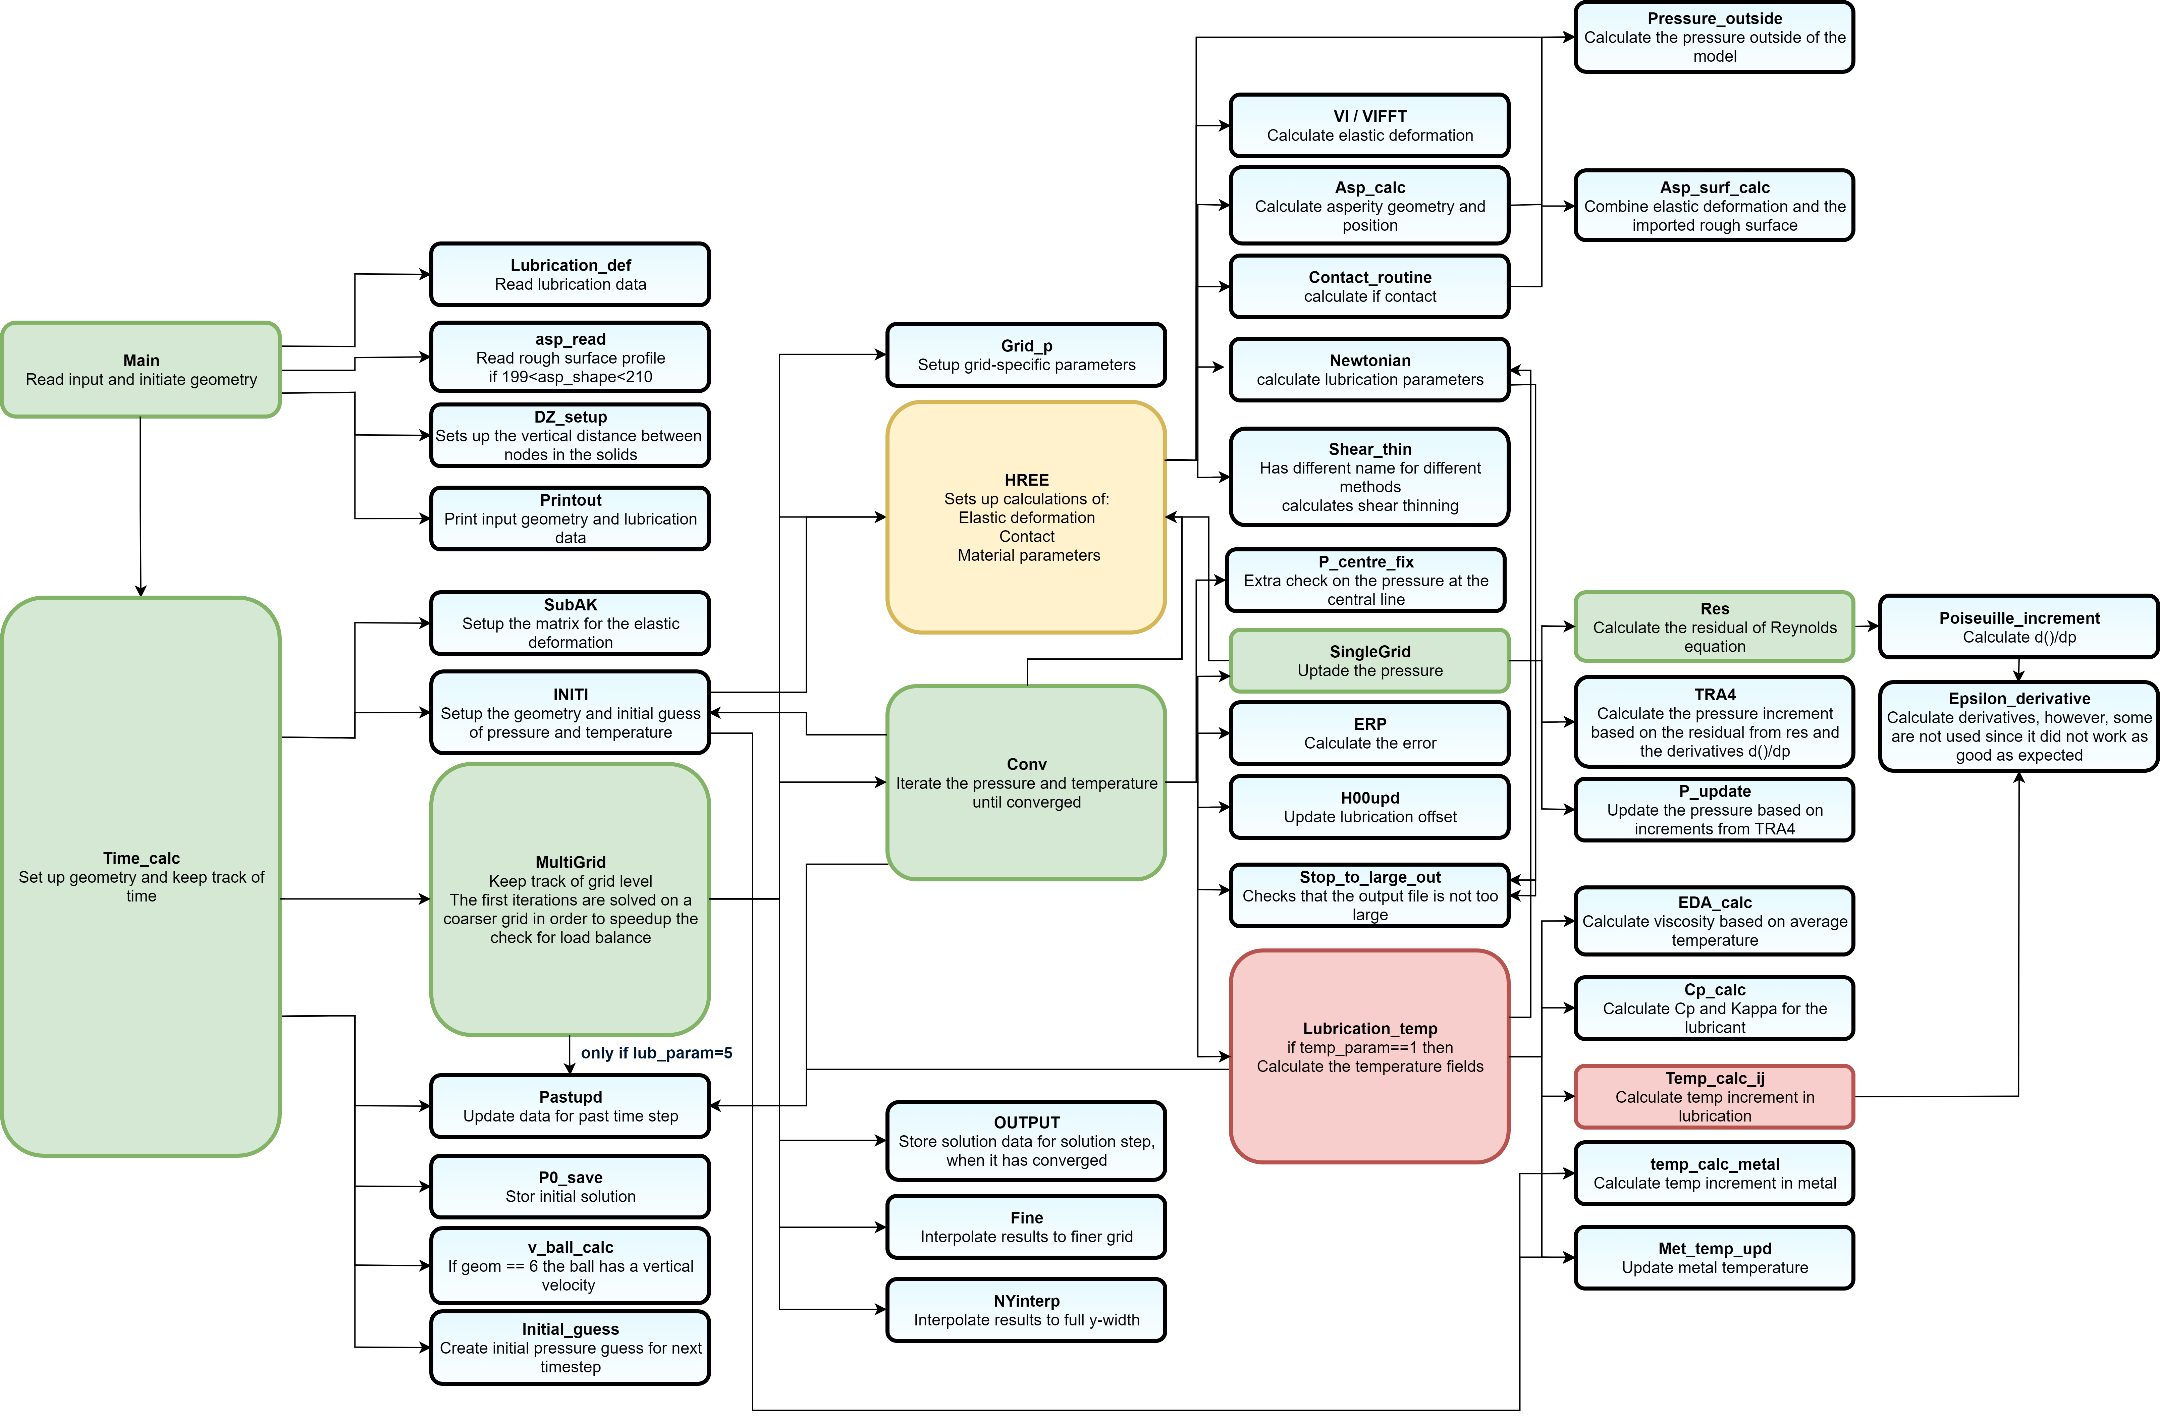 Pressure_outside
Calculate the pressure outside of the
model
VI / VIFFT
Calculate elastic deformation
Asp_calc
Calculate asperity geometry and
position
Asp_surf_calc
Combine elastic deformation and the
imported rough surface
Contact_routine
calculate if contact
Lubrication_def
Read lubrication data
Main
Read input and initiate geometry
asp_read
Read rough surface profile
if 199<asp_shape<210
DZ_setup
Sets up the vertical distance between
nodes in the solids
Printout
Print input geometry and lubrication
data
Grid_p
Setup grid-specific parameters
Newtonian
calculate lubrication parameters
HREE
Sets up calculations of:
Elastic deformation
Contact
Material parameters
Shear_thin
Has different name for different
methods
calculates shear thinning
P_centre_fix
Extra check on the pressure at the
central line
SubAK
Setup the matrix for the elastic
deformation
INITI
Setup the geometry and initial guess
of pressure and temperature
SingleGrid
Uptade the pressure
Res
Calculate the residual of Reynolds
equation
Poiseuille_increment
Calculate d()/dp
TRA4
Calculate the pressure increment
based on the residual from res and
the derivatives d()/dp
Epsilon_derivative
Calculate derivatives, however, some
are not used since it did not work as
good as expected
ERP
Calculate the error
Conv
Iterate the pressure and temperature
until converged
H00upd
Update lubrication offset
P_update
Update the pressure based on
increments from TRA4
Time_calc
Set up geometry and keep track of
time
MultiGrid
Keep track of grid level
The first iterations are solved on a
coarser grid in order to speedup the
check for load balance
Stop_to_large_out
Checks that the output file is not too
large
EDA_calc
Calculate viscosity based on average
temperature
Cp_calc
Calculate Cp and Kappa for the
lubricant
Lubrication_temp
if temp_param==1 then
Calculate the temperature fields
only if lub_param=5
Pastupd
Update data for past time step
Temp_calc_ij
Calculate temp increment in
lubrication
OUTPUT
Store solution data for solution step,
when it has converged
temp_calc_metal
Calculate temp increment in metal
P0_save
Stor initial solution
Fine
Interpolate results to finer grid
v_ball_calc
If geom == 6 the ball has a vertical
velocity
Met_temp_upd
Update metal temperature
NYinterp
Interpolate results to full y-width
Initial_guess
Create initial pressure guess for next
timestep